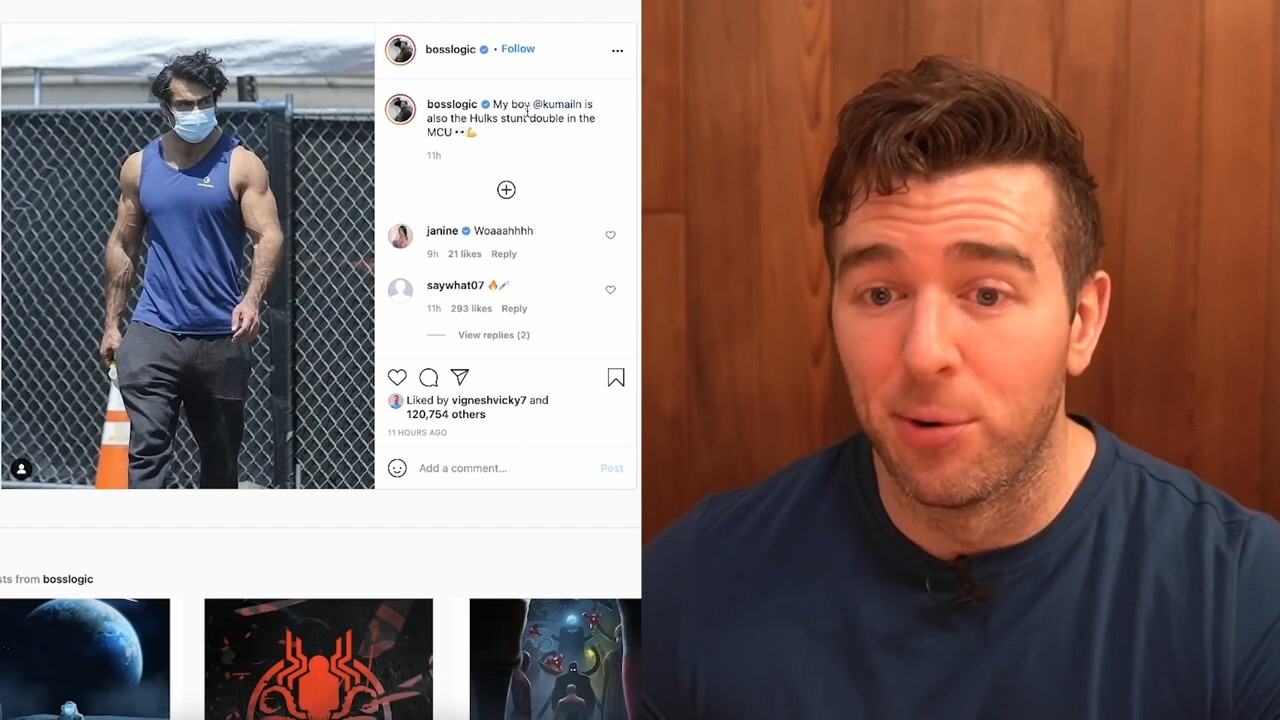 bosslogic • Follow
bosslogic My boy @kumailn is
also the Hulks stunt double in the
MCU 👀💪
11h
janine Woaaahhhh
9h 21 likes Reply
saywhat07 🔥💉
11h 293 likes Reply
View replies (2)
Liked by vigneshvicky7 and
120,754 others
11 HOURS AGO
Add a comment... Post
sts from bosslogic